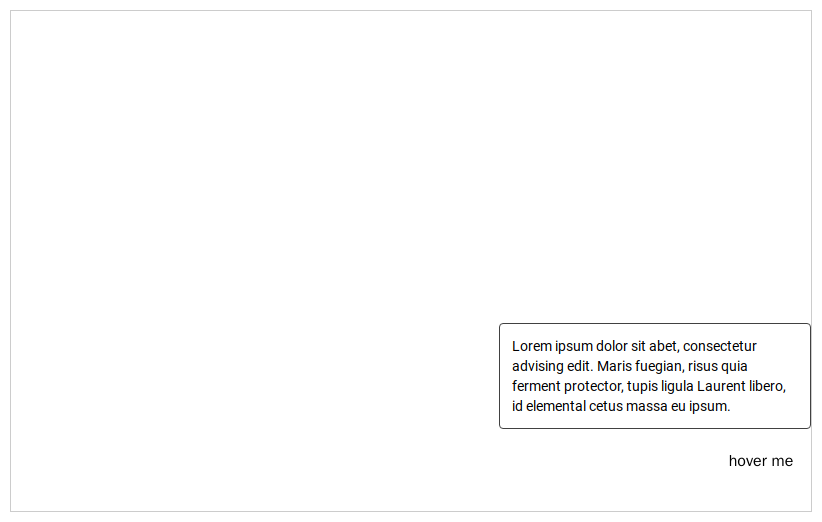 Lorem ipsum dolor sit abet, consectetur
advising edit. Maris fuegian, risus quia
ferment protector, tupis ligula Laurent libero,
id elemental cetus massa eu ipsum.
hover me